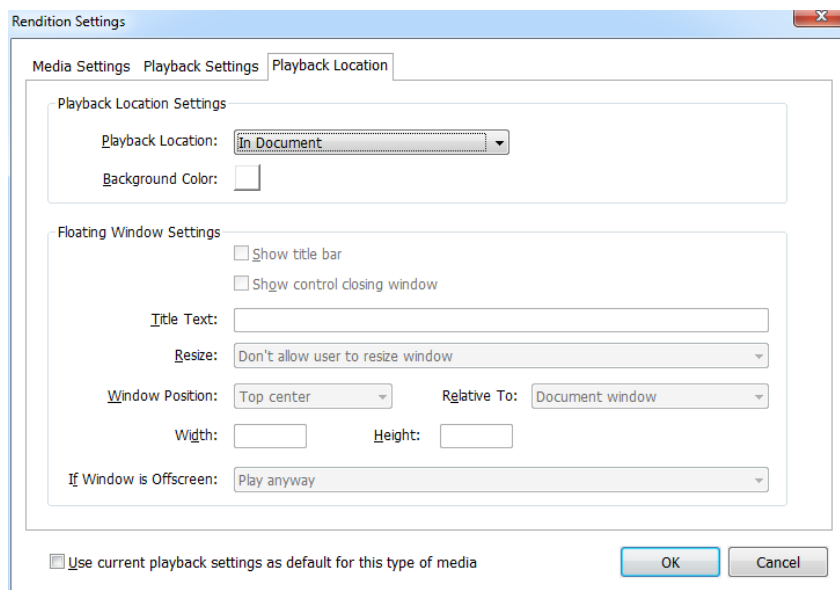 Rendition Settings
Media Settings Playback Settings Playback Location
Playback Location Settings
Playback Location: In Document
Background Color:
Floating Window Settings
Show title bar
Show control closing window
Title Text:
Resize: Don't allow user to resize window
Window Position: Top center Relative To: Document window
Width: Height:
If Window is Offscreen: Play anyway
Use current playback settings as default for this type of media OK Cancel